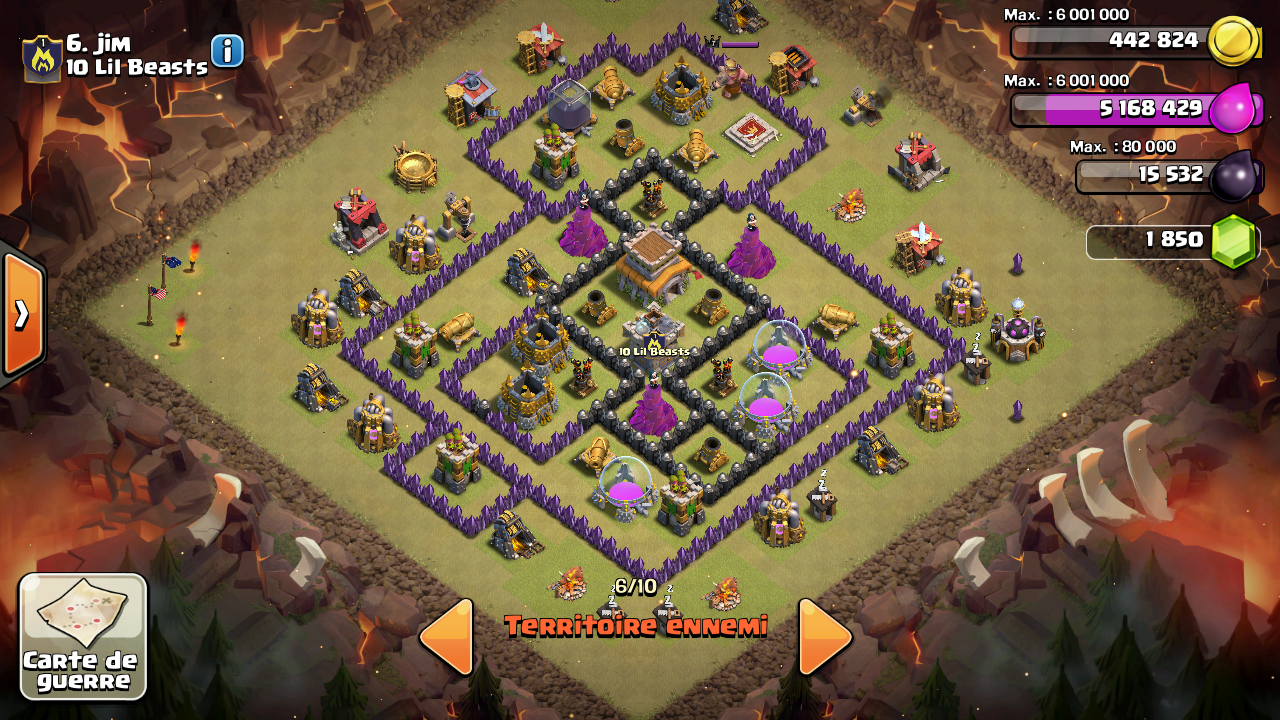 6. jim
10 Lil Beasts
i
Max. : 6 001 000
442 824
Max. : 6 001 000
5 168 429
Max. : 80 000
15 532
1 850
10 Lil Beasts
z
z
z
z
6/10
z
z
z
z
Territoire ennemi
Carte de
guerre